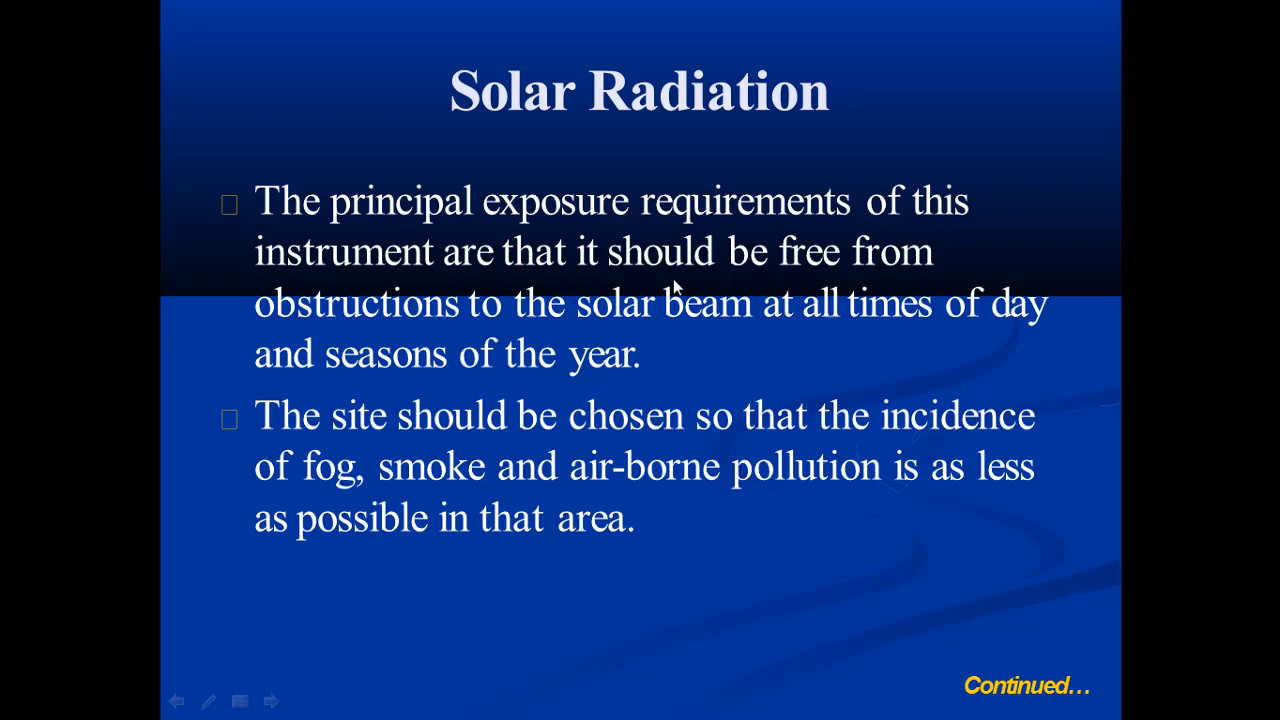 Solar Radiation
The principal exposure requirements of this
instrument are that it should be free from
obstructions to the solar beam at all times of day
and seasons of the year.
The site should be chosen so that the incidence
of fog, smoke and air-borne pollution is as less
as possible in that area.
Continued…